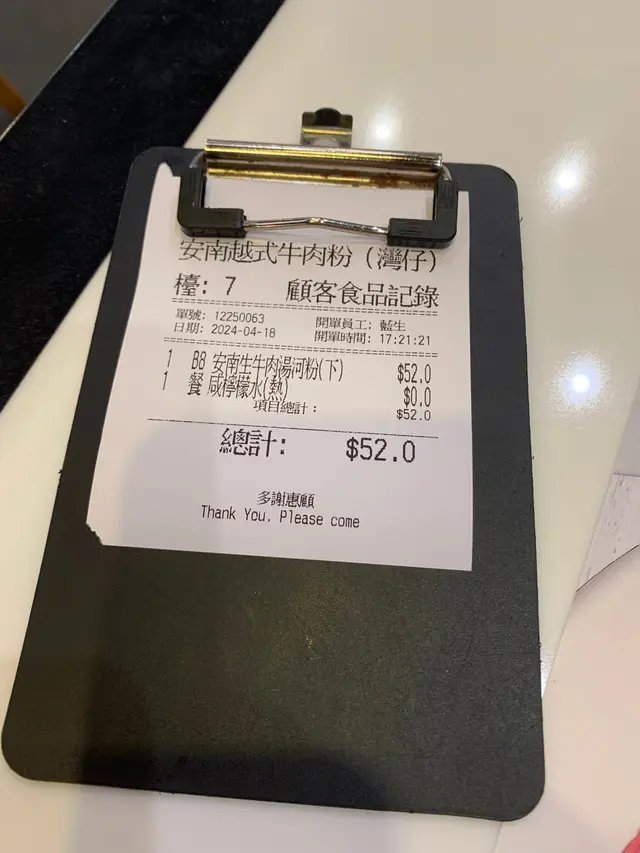 安南越式牛肉粉（灣仔）
檯: 7 顧客食品記錄
單號: 12250063 開單員工: 藍生
日期: 2024-04-18 開單時間: 17:21:21
1 B8 安南生牛肉湯河粉(下) $52.0
1 餐 咸檸檬水(熱) $0.0
項目總計： $52.0
總計: $52.0
多謝惠顧
Thank You, Please come